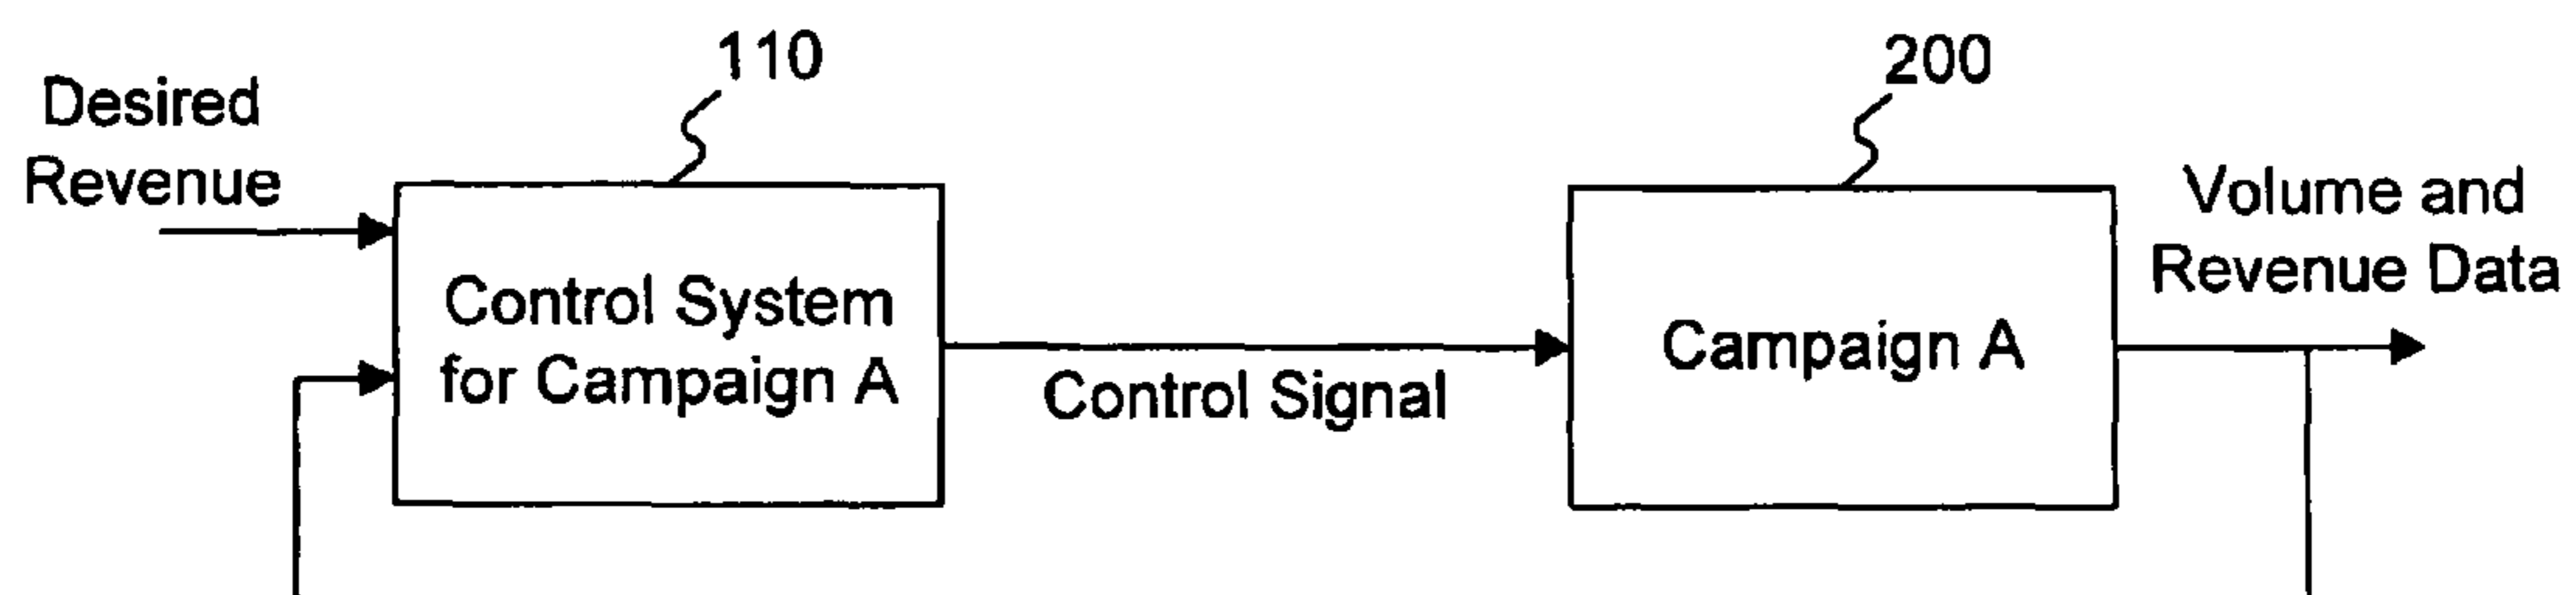 110
200
Desired
Revenue
Volume and
Revenue Data
Control System
for Campaign A
Control Signal
Campaign A